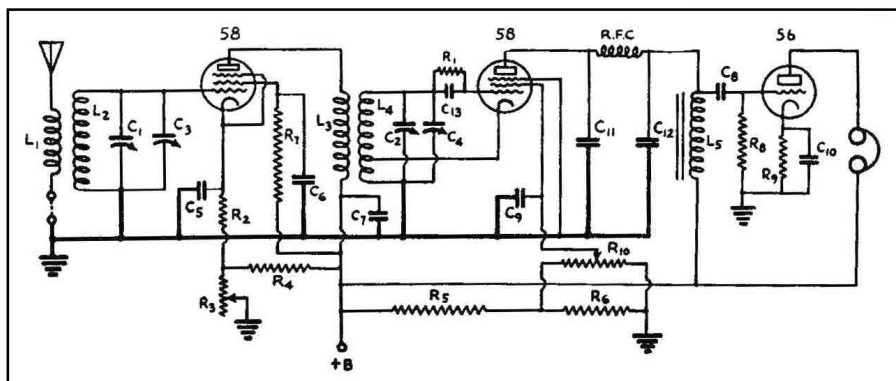 58
58
R.F.C
56
L1
L2
C1
C3
R7
L3
L4
R1
C13
C2
C4
C11
C12
L5
C8
R8
R9
C10
C5
R2
C6
C7
C9
R10
R3
R4
R5
R6
+B